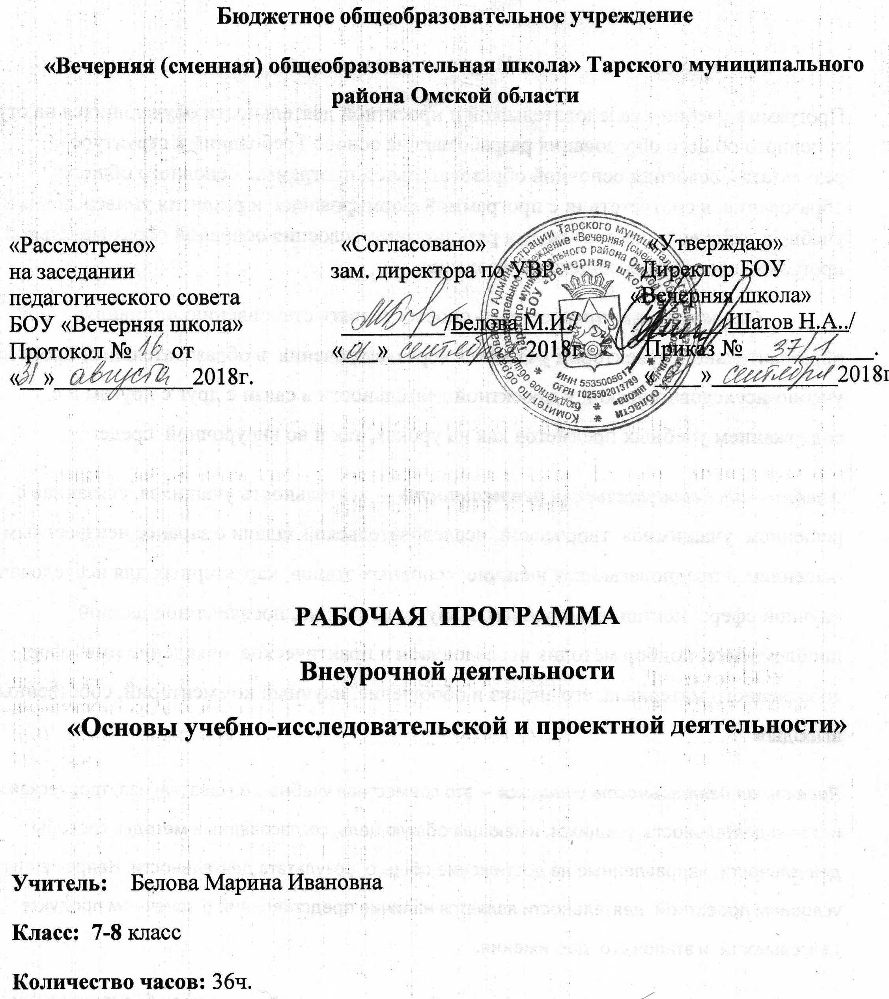 Бюджетное общеобразовательное учреждение
«Вечерняя (сменная) общеобразовательная школа» Тарского муниципального
района Омской области
«Рассмотрено»
на заседании
педагогического совета
БОУ «Вечерняя школа»
Протокол № 16 от
«31» августа 2018г.
«Согласовано»
зам. директора по УВР
/Белова М.И./
«01» сентября 2018г.
«Утверждаю»
Директор БОУ
«Вечерняя школа»
/Шатов Н.А../
Приказ № 37/1.
« » сентября 2018г
Комитет по образованию Администрации Тарского муниципального района Омской области
бюджетное общеобразовательное учреждение «Вечерняя (сменная) общеобразовательная школа»
Тарского муниципального района Омской области
БОУ «Вечерняя школа»
ИНН 5535005617
ОГРН 1025502013789
РАБОЧАЯ ПРОГРАММА
Внеурочной деятельности
«Основы учебно-исследовательской и проектной деятельности»
Учитель: Белова Марина Ивановна
Класс: 7-8 класс
Количество часов: 36ч.